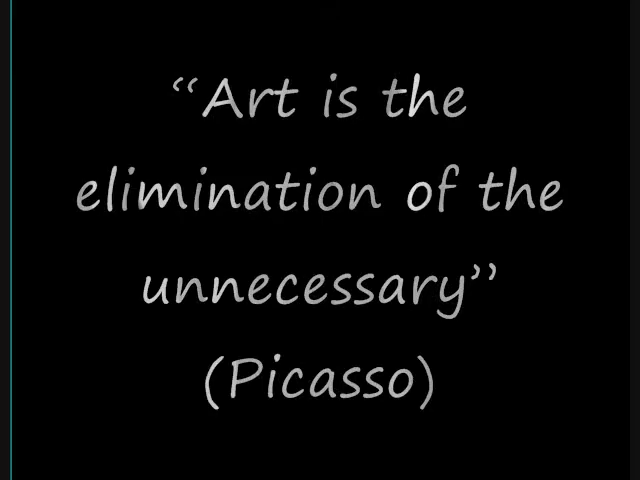 “Art is the
elimination of the
unnecessary”
(Picasso)